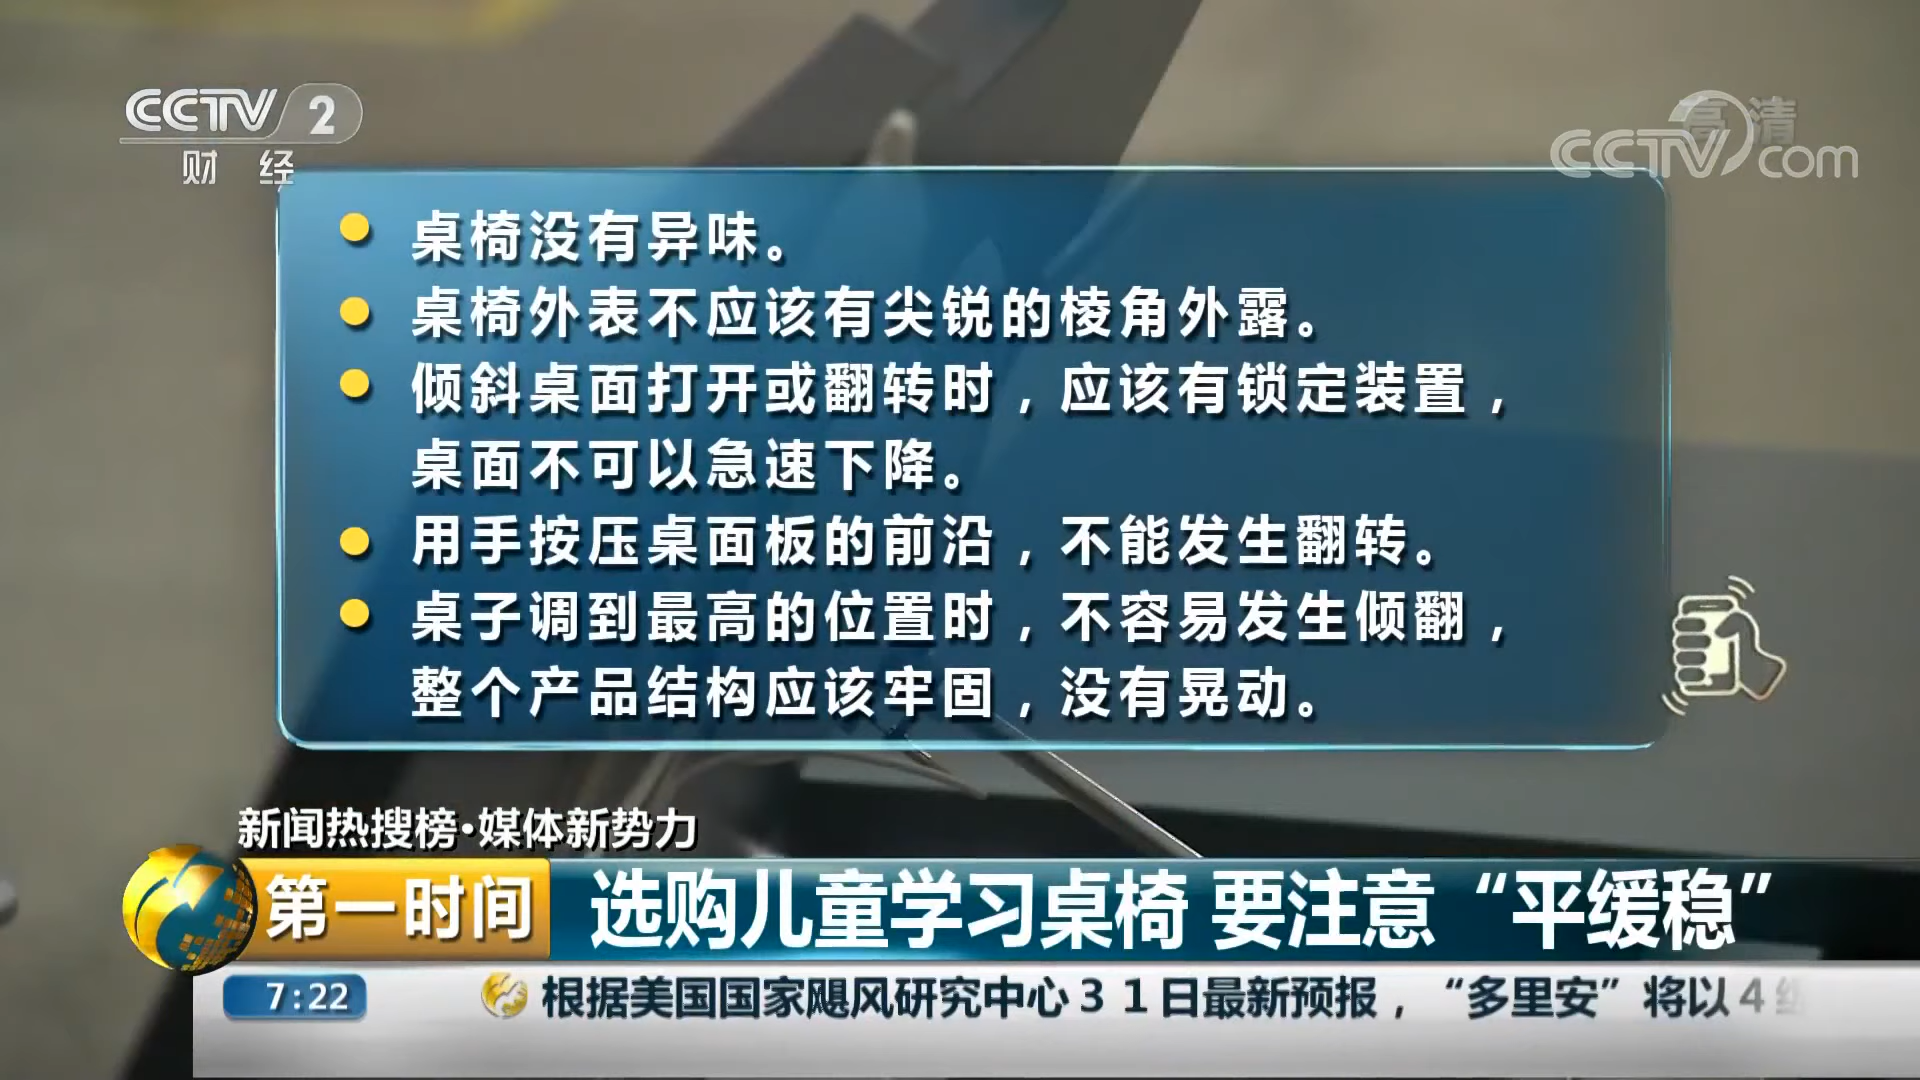 CCTV 2
财经
高清
CCTV com
桌椅没有异味。
桌椅外表不应该有尖锐的棱角外露。
倾斜桌面打开或翻转时，应该有锁定装置，
桌面不可以急速下降。
用手按压桌面板的前沿，不能发生翻转。
桌子调到最高的位置时，不容易发生倾翻，
整个产品结构应该牢固，没有晃动。
新闻热搜榜·媒体新势力
第一时间
选购儿童学习桌椅 要注意“平缓稳”
7:22
根据美国国家飓风研究中心31日最新预报，“多里安”将以4